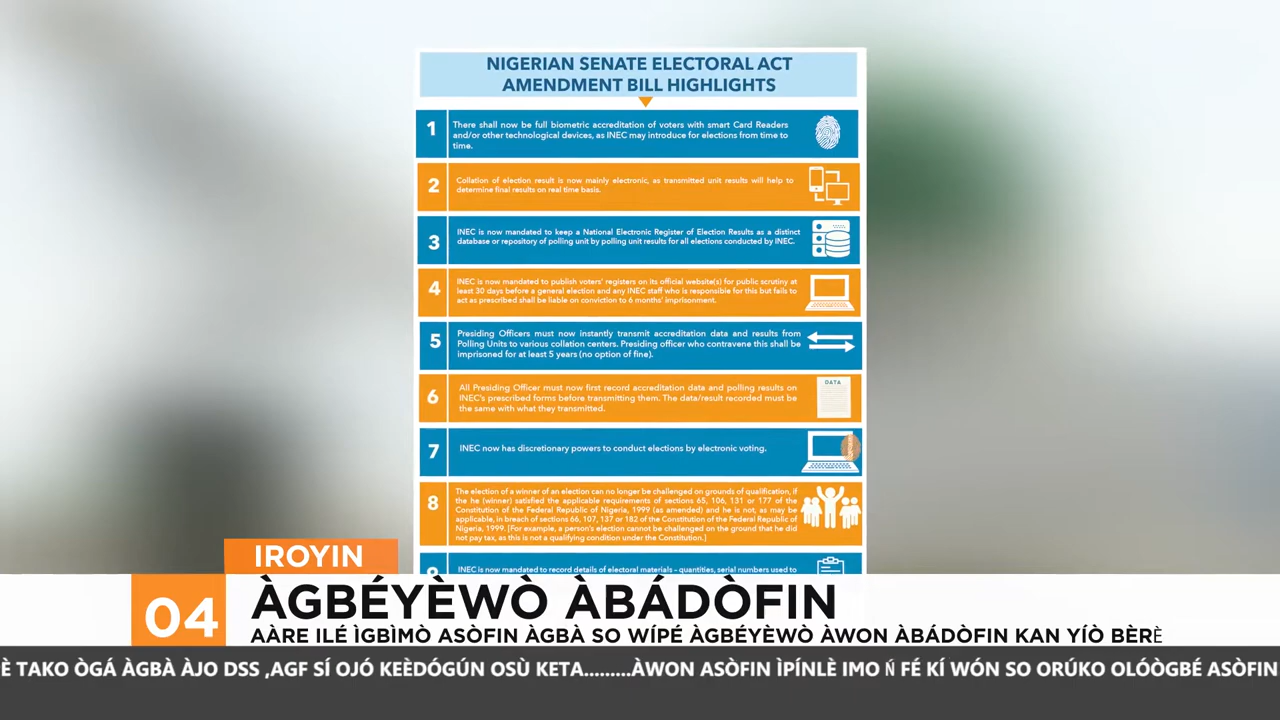 NIGERIAN SENATE ELECTORAL ACT
AMENDMENT BILL HIGHLIGHTS
1
There shall now be full biometric accreditation of voters with smart Card Readers
and/or other technological devices, as INEC may introduce for elections from time to
time.
2
Collation of election result is now mainly electronic, as transmitted unit results will help to
determine final results on real time basis.
3
INEC is now mandated to keep a National Electronic Register of Election Results as a distinct
database or repository of polling unit by polling unit results for all elections conducted by INEC.
4
INEC is now mandated to publish voters' registers on its official website(s) for public scrutiny at
least 30 days before a general election and any INEC staff who is responsible for this but fails to
act as prescribed shall be liable on conviction to 6 months' imprisonment.
5
Presiding Officers must now instantly transmit accreditation data and results from
Polling Units to various collation centers. Presiding officer who contravene this shall be
imprisoned for at least 5 years (no option of fine).
6
All Presiding Officer must now first record accreditation data and polling results on
INEC's prescribed forms before transmitting them. The data/result recorded must be
the same with what they transmitted.
DATA
7
INEC now has discretionary powers to conduct elections by electronic voting.
8
The election of a winner of an election can no longer be challenged on grounds of qualification, if
the he (winner) satisfied the applicable requirements of sections 65, 106, 131 or 177 of the
Constitution of the Federal Republic of Nigeria, 1999 (as amended) and he is not, as may be
applicable, in breach of sections 66, 107, 137 or 182 of the Constitution of the Federal Republic of
Nigeria, 1999. [For example, a person's election cannot be challenged on the ground that he did
not pay tax, as this is not a qualifying condition under the Constitution.]
9
INEC is now mandated to record details of electoral materials – quantities, serial numbers used to
IROYIN
04
ÀGBÉYÈWÒ ÀBÁDÒFIN
AÀRE ILÉ ÌGBÌMÒ ASÒFIN ÀGBÀ SO WÍPÉ ÀGBÉYÈWÒ ÀWON ÀBÁDÒFIN KAN YÍÒ BÈRÈ
È TAKO ÒGÁ ÀGBÀ ÀJO DSS ,AGF SÍ OJÓ KEÈDÓGÚN OSÙ KETA.........ÀWON ASÒFIN ÌPÍNLÈ IMO Ń FÉ KÍ WÓN SO ORÚKO OLÓÒGBÉ ASÒFIN